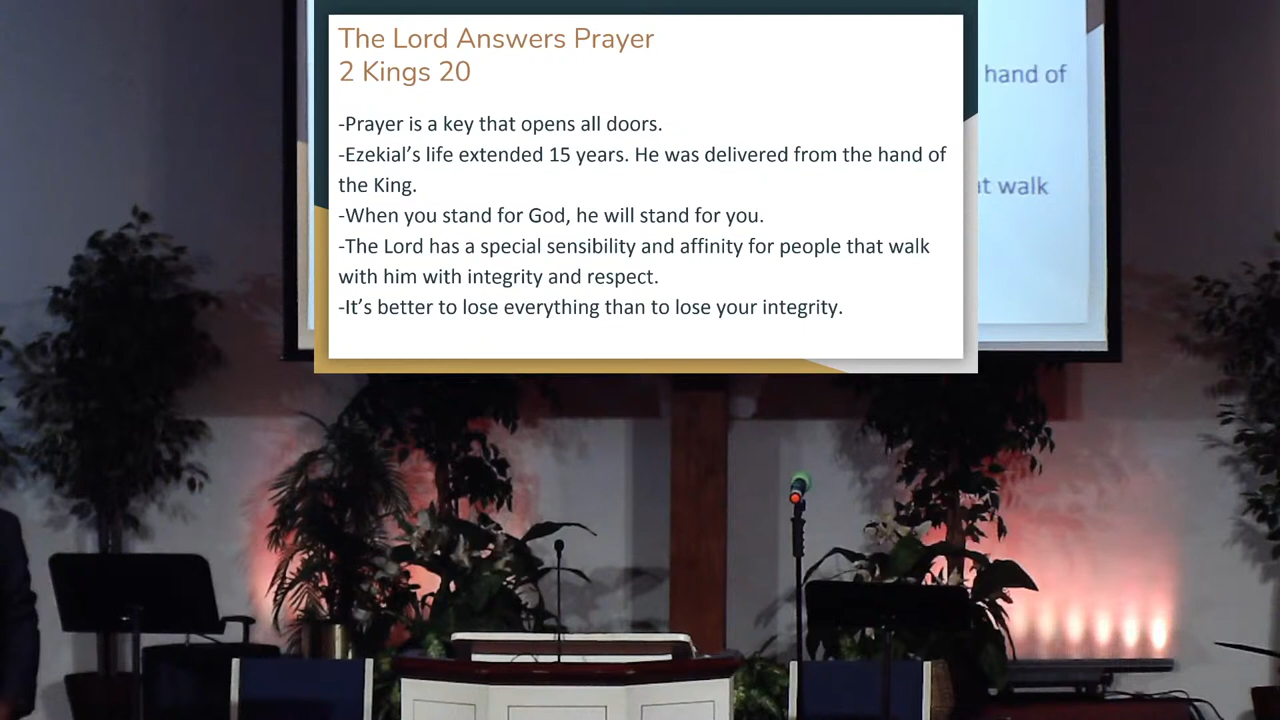 The Lord Answers Prayer
2 Kings 20
-Prayer is a key that opens all doors.
-Ezekial’s life extended 15 years. He was delivered from the hand of
the King.
-When you stand for God, he will stand for you.
-The Lord has a special sensibility and affinity for people that walk
with him with integrity and respect.
-It’s better to lose everything than to lose your integrity.
hand of
at walk